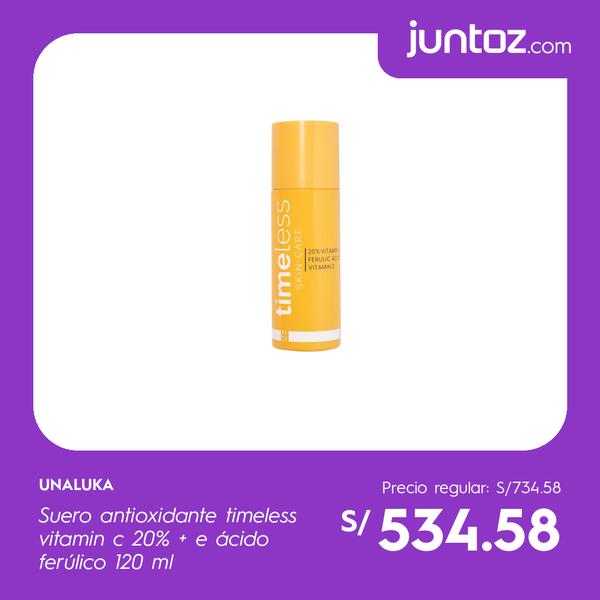 juntoz.com
timeless
SKIN CARE
20% VITAMIN
FERULIC
VITAMIN E
UNALUKA
Suero antioxidante timeless
vitamin c 20% + e ácido
ferúlico 120 ml
Precio regular: S/734.58
S/ 534.58